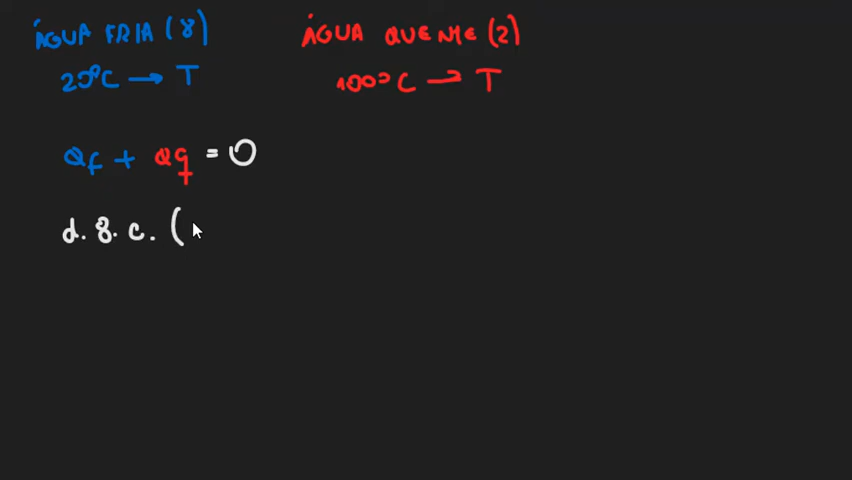 ÁGUA FRIA (8)
ÁGUA QUENTE (2)
20°C → T
100°C → T
Qf + Qq = 0
d. 8. c. (